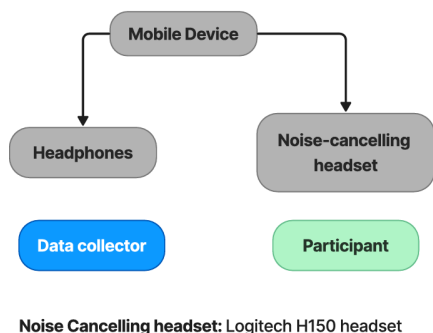 Mobile Device
Headphones
Noise-cancelling
headset
Data collector
Participant
Noise Cancelling headset: Logitech H150 headset